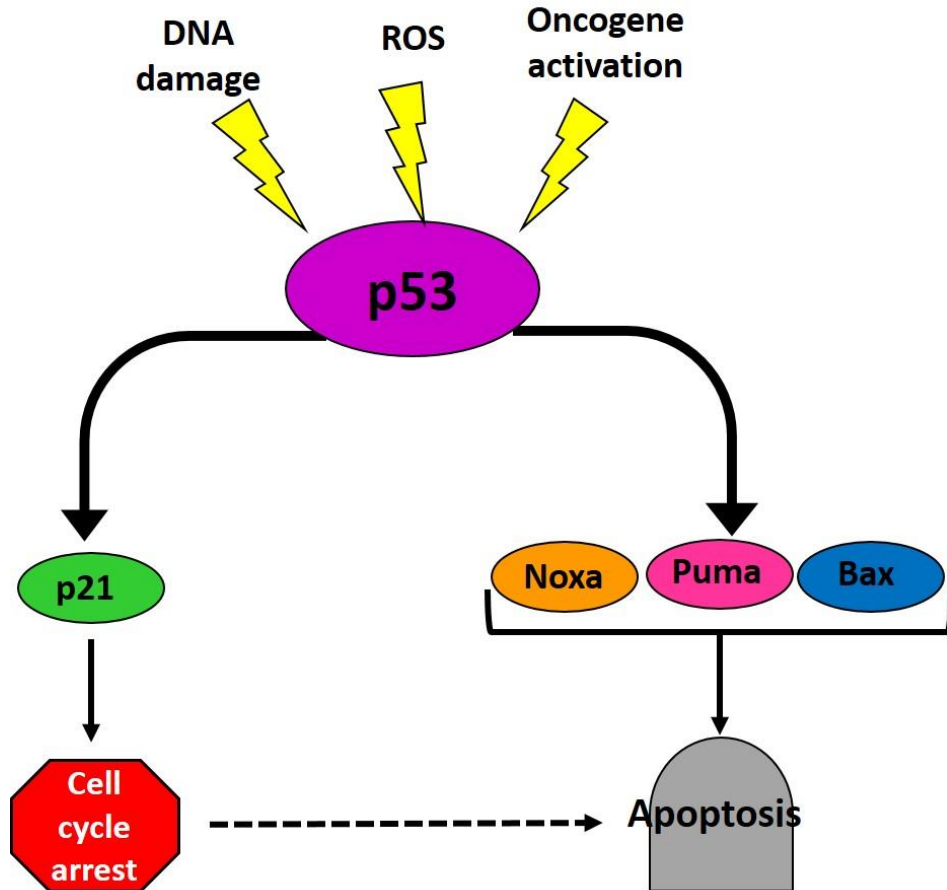 DNA
damage
ROS
Oncogene
activation
p53
p21
Noxa
Puma
Bax
Cell
cycle
arrest
Apoptosis